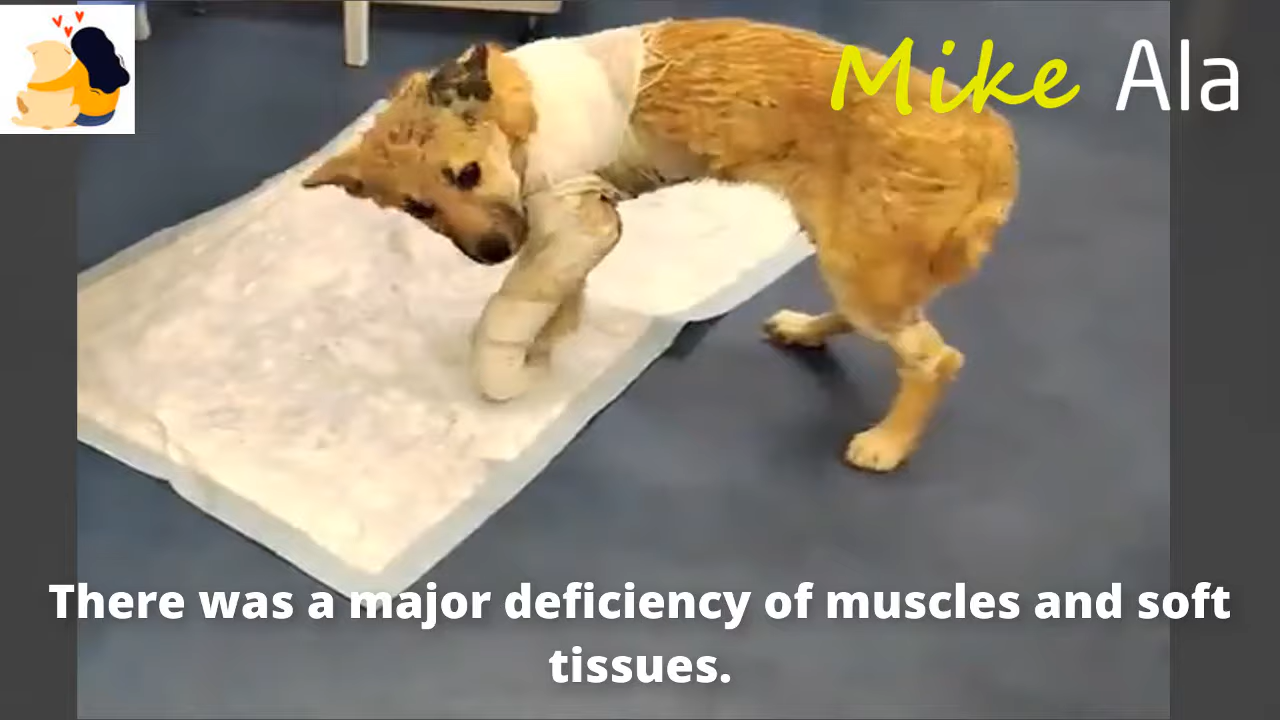 Mike Ala
There was a major deficiency of muscles and soft
tissues.